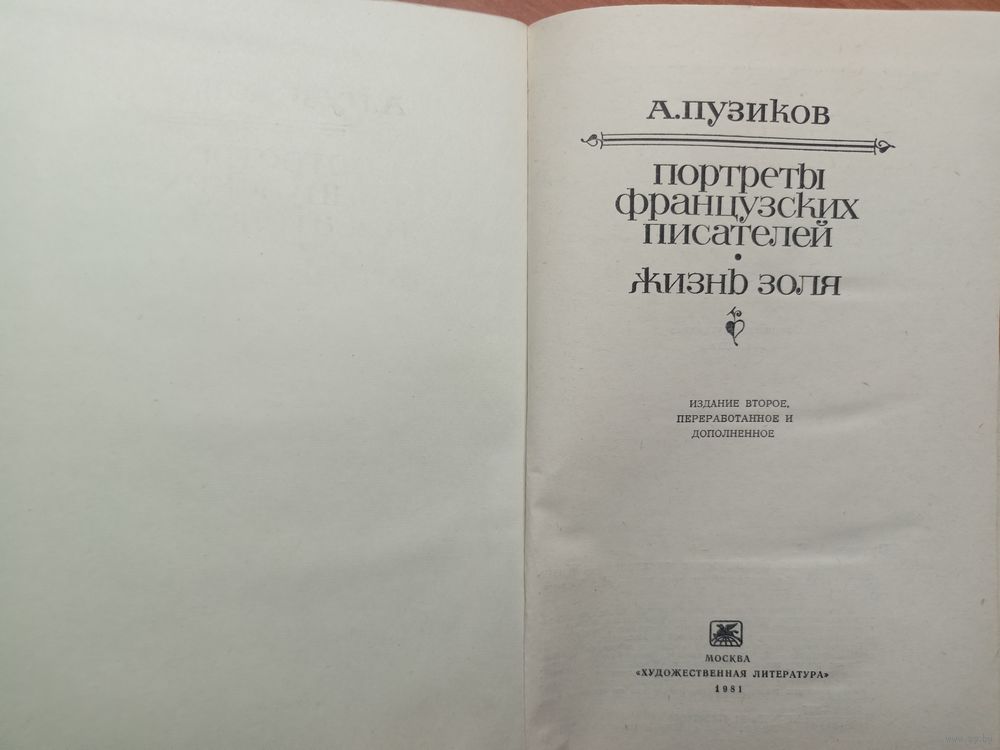 А. ПУЗИКОВ
ПОРТРЕТЫ
ФРАНЦУЗСКИХ
ПИСАТЕЛЕЙ
•
ЖИЗНЬ ЗОЛЯ
ИЗДАНИЕ ВТОРОЕ,
ПЕРЕРАБОТАННОЕ И
ДОПОЛНЕННОЕ
МОСКВА
«ХУДОЖЕСТВЕННАЯ ЛИТЕРАТУРА»
1981